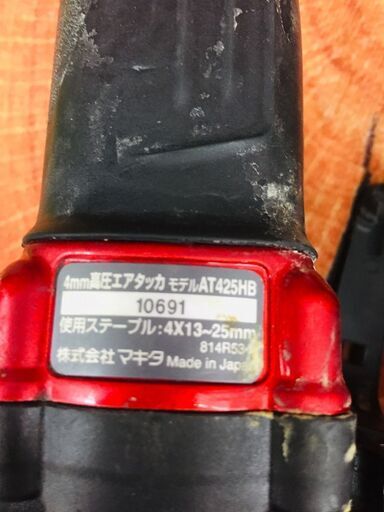 4mm高圧エアタッカ モデルAT425HB
10691
使用ステープル:4X13~25mm
814R53
株式会社マキタ Made in Japan